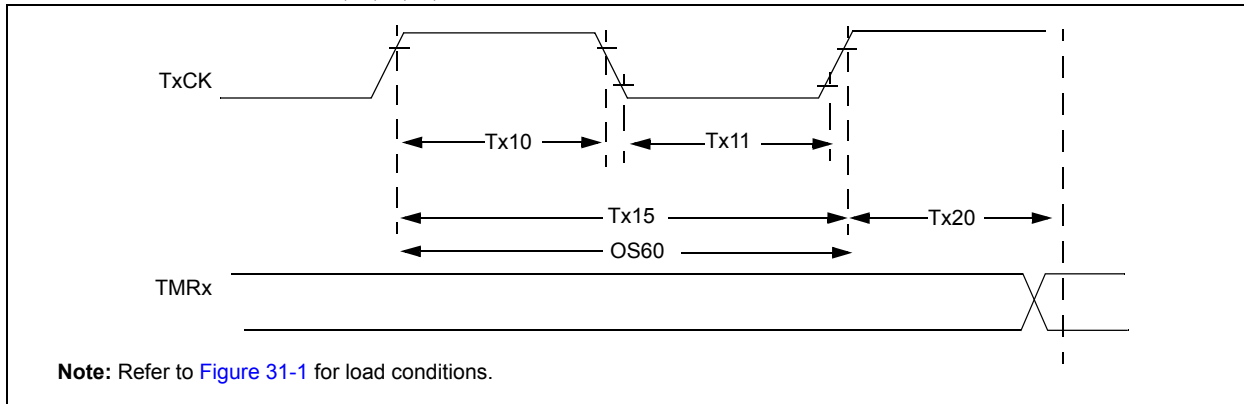 TxCK
Tx10
Tx11
Tx15
Tx20
OS60
TMRx
Note: Refer to Figure 31-1 for load conditions.